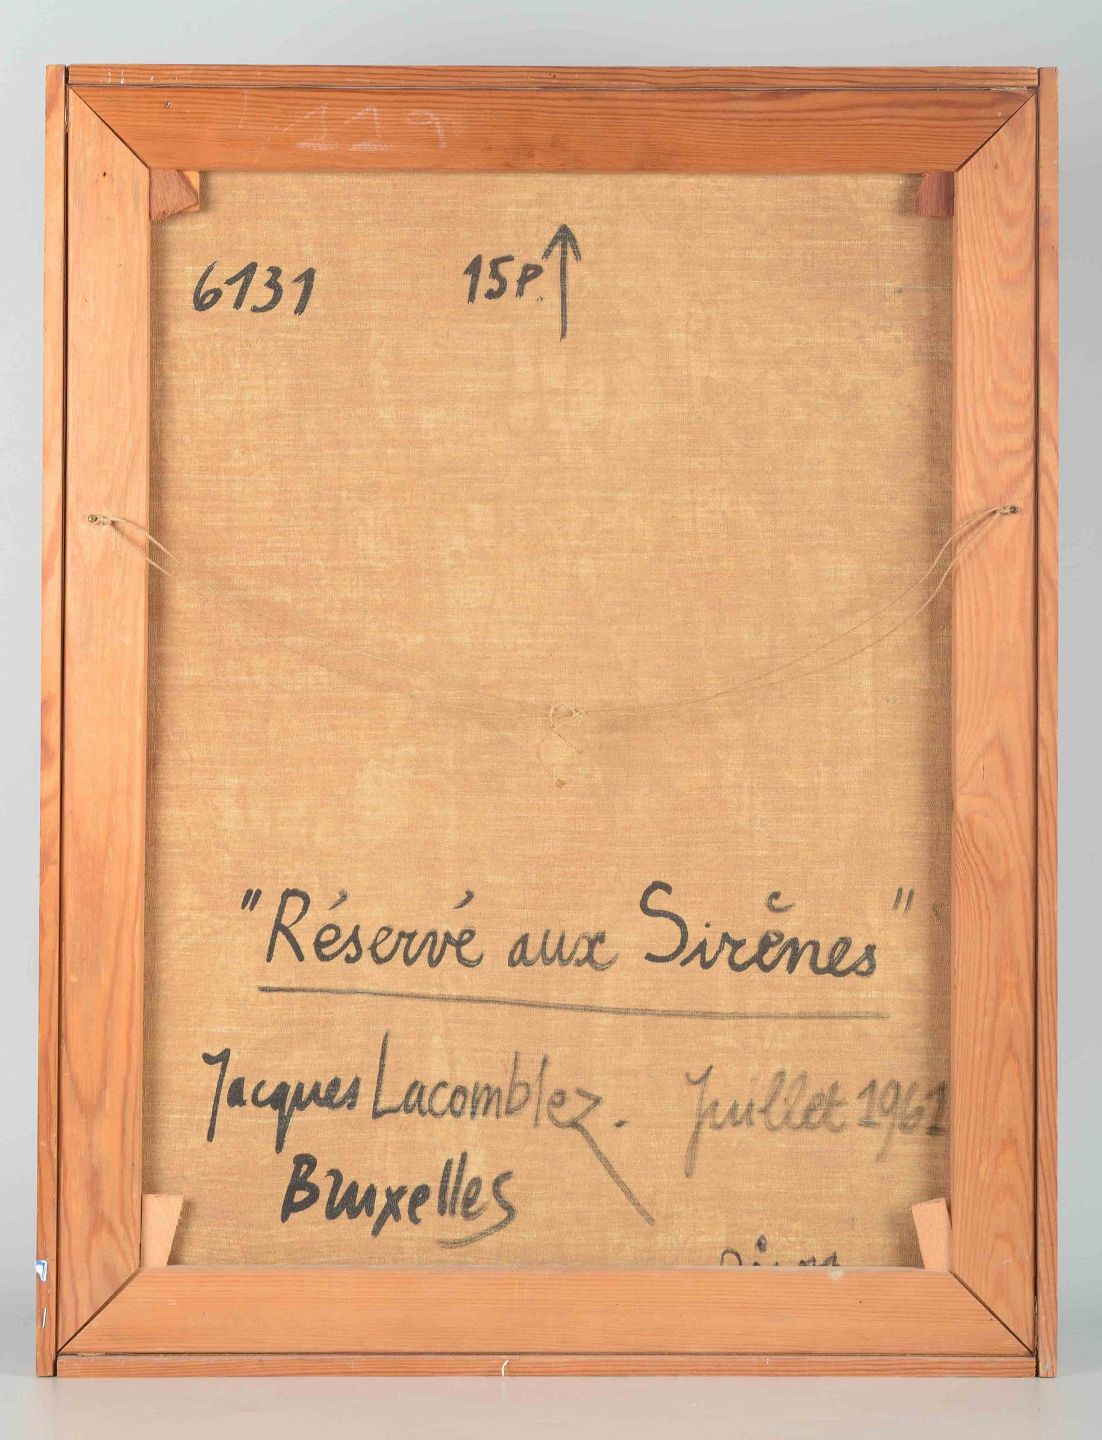 6131 15P.
"Réservé aux Sirènes"
Jacques Lacomblez. Juillet 1961
Bruxelles